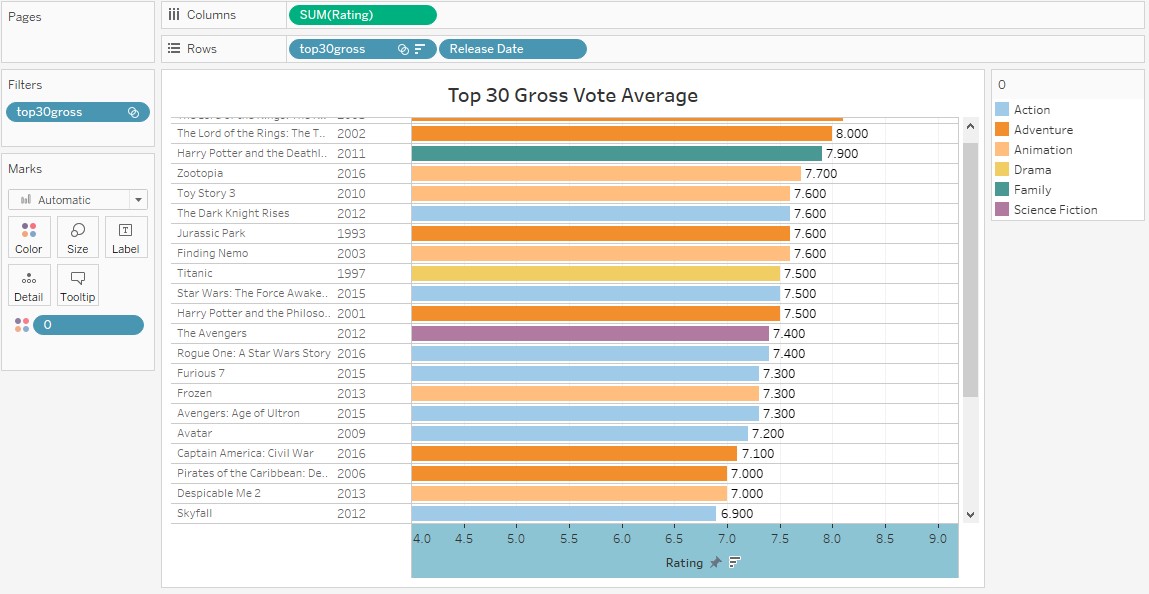 Pages
Columns
SUM(Rating)
Rows
top30gross
Release Date
Filters
top30gross
Marks
Automatic
Color
Size
Label
Detail
Tooltip
0
Top 30 Gross Vote Average
The Lord of the Rings: The T.. 2002 8.000
Harry Potter and the Deathl.. 2011 7.900
Zootopia 2016 7.700
Toy Story 3 2010 7.600
The Dark Knight Rises 2012 7.600
Jurassic Park 1993 7.600
Finding Nemo 2003 7.600
Titanic 1997 7.500
Star Wars: The Force Awake.. 2015 7.500
Harry Potter and the Philoso.. 2001 7.500
The Avengers 2012 7.400
Rogue One: A Star Wars Story 2016 7.400
Furious 7 2015 7.300
Frozen 2013 7.300
Avengers: Age of Ultron 2015 7.300
Avatar 2009 7.200
Captain America: Civil War 2016 7.100
Pirates of the Caribbean: De.. 2006 7.000
Despicable Me 2 2013 7.000
Skyfall 2012 6.900
4.0 4.5 5.0 5.5 6.0 6.5 7.0 7.5 8.0 8.5 9.0
Rating
0
Action
Adventure
Animation
Drama
Family
Science Fiction